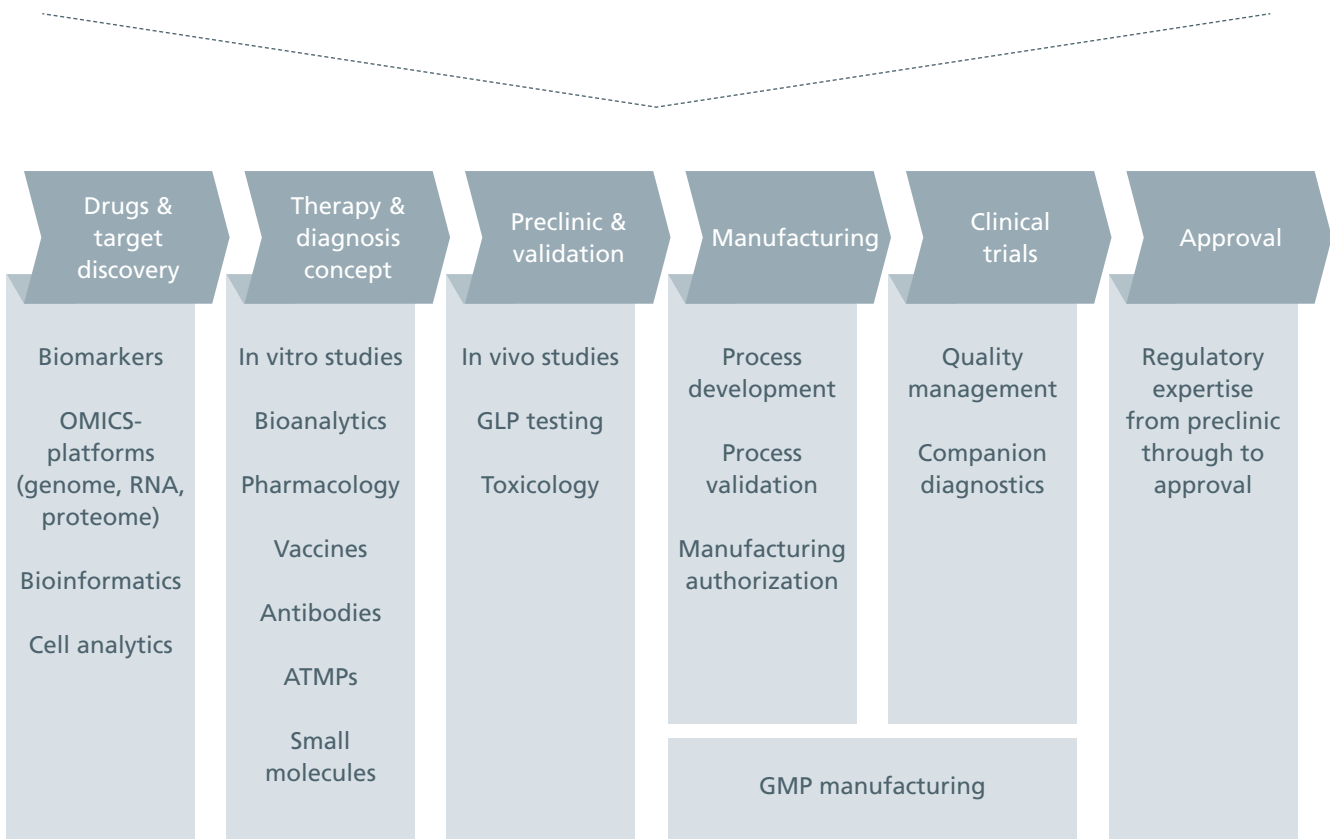 Drugs &
target
discovery
Therapy &
diagnosis
concept
Preclinic &
validation
Manufacturing
Clinical
trials
Approval
Biomarkers
OMICS-
platforms
(genome, RNA,
proteome)
Bioinformatics
Cell analytics
In vitro studies
Bioanalytics
Pharmacology
Vaccines
Antibodies
ATMPs
Small
molecules
In vivo studies
GLP testing
Toxicology
Process
development
Process
validation
Manufacturing
authorization
Quality
management
Companion
diagnostics
GMP manufacturing
Regulatory
expertise
from preclinic
through to
approval